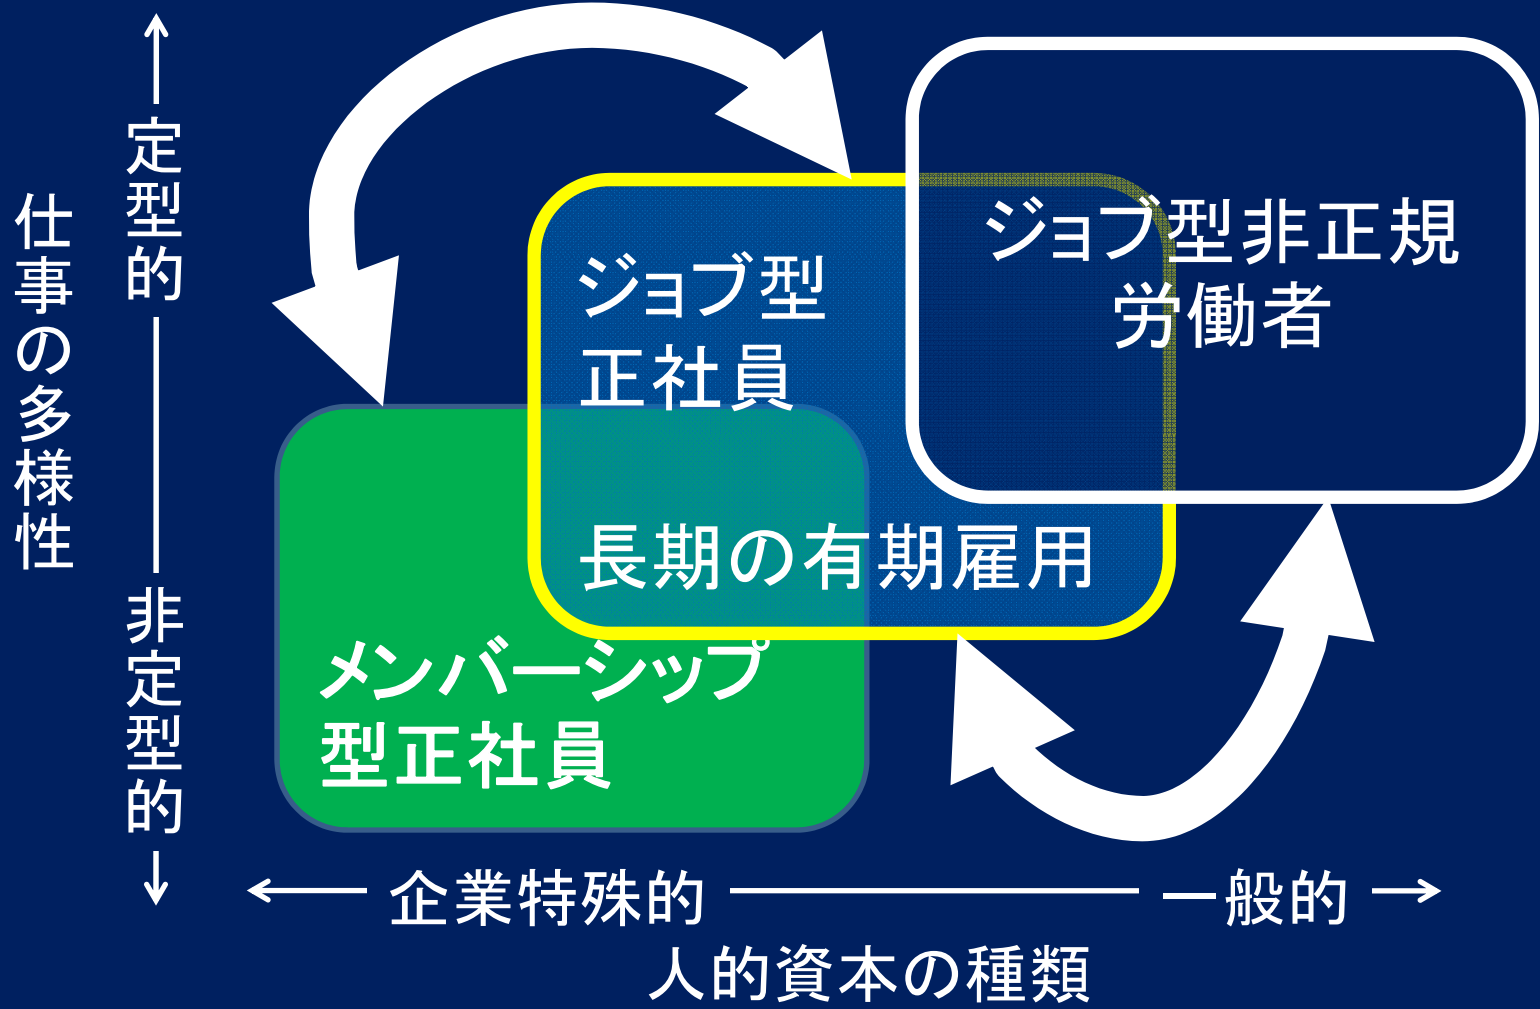 仕事の多様性
定型的
非定型的
ジョブ型非正規
労働者
ジョブ型
正社員
長期の有期雇用
メンバーシップ
型正社員
企業特殊的
一般的
人的資本の種類